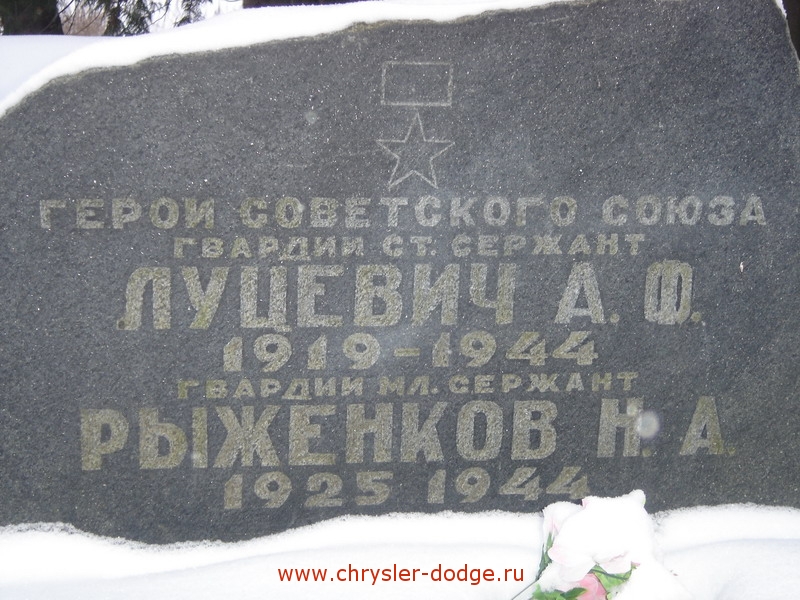 ГЕРОИ СОВЕТСКОГО СОЮЗА
ГВАРДИИ СТ. СЕРЖАНТ
ЛУЦЕВИЧ А. Ф.
1919-1944
ГВАРДИИ МЛ. СЕРЖАНТ
РЫЖЕНКОВ Н. А.
1925 1944
www.chrysler-dodge.ru